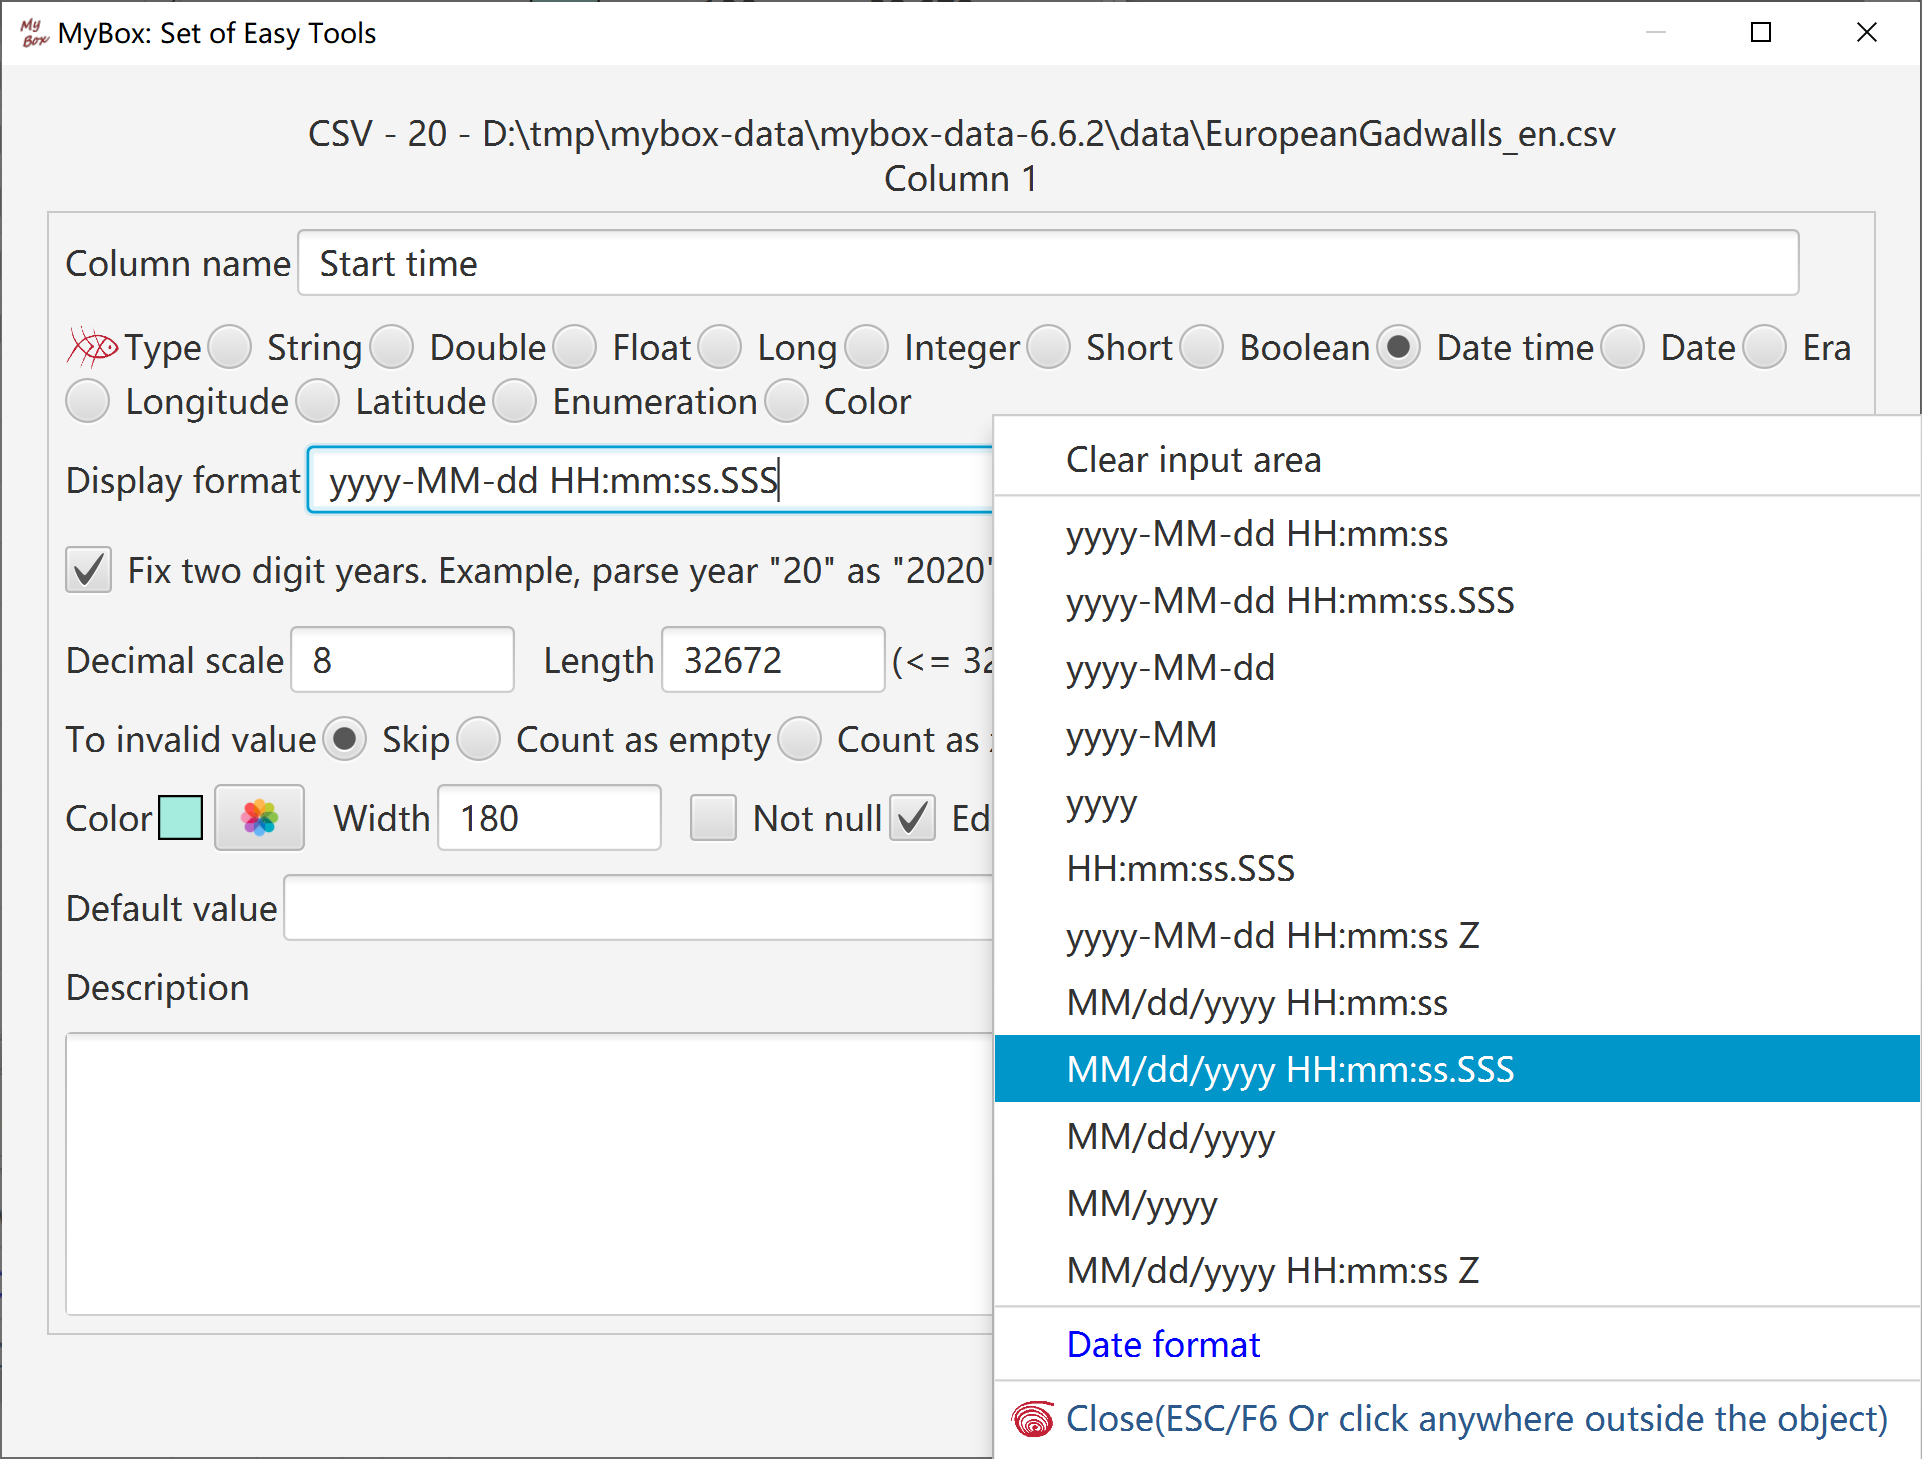 My Box MyBox: Set of Easy Tools
CSV - 20 - D:\tmp\mybox-data\mybox-data-6.6.2\data\EuropeanGadwalls_en.csv
Column 1
Column name Start time
Type String Double Float Long Integer Short Boolean Date time Date Era
Longitude Latitude Enumeration Color
Display format yyyy-MM-dd HH:mm:ss.SSS
Fix two digit years. Example, parse year "20" as "2020"
Decimal scale 8 Length 32672 (<= 32
To invalid value Skip Count as empty Count as
Color Width 180 Not null Ed
Default value
Description
Clear input area
yyyy-MM-dd HH:mm:ss
yyyy-MM-dd HH:mm:ss.SSS
yyyy-MM-dd
yyyy-MM
yyyy
HH:mm:ss.SSS
yyyy-MM-dd HH:mm:ss Z
MM/dd/yyyy HH:mm:ss
MM/dd/yyyy HH:mm:ss.SSS
MM/dd/yyyy
MM/yyyy
MM/dd/yyyy HH:mm:ss Z
Date format
Close(ESC/F6 Or click anywhere outside the object)